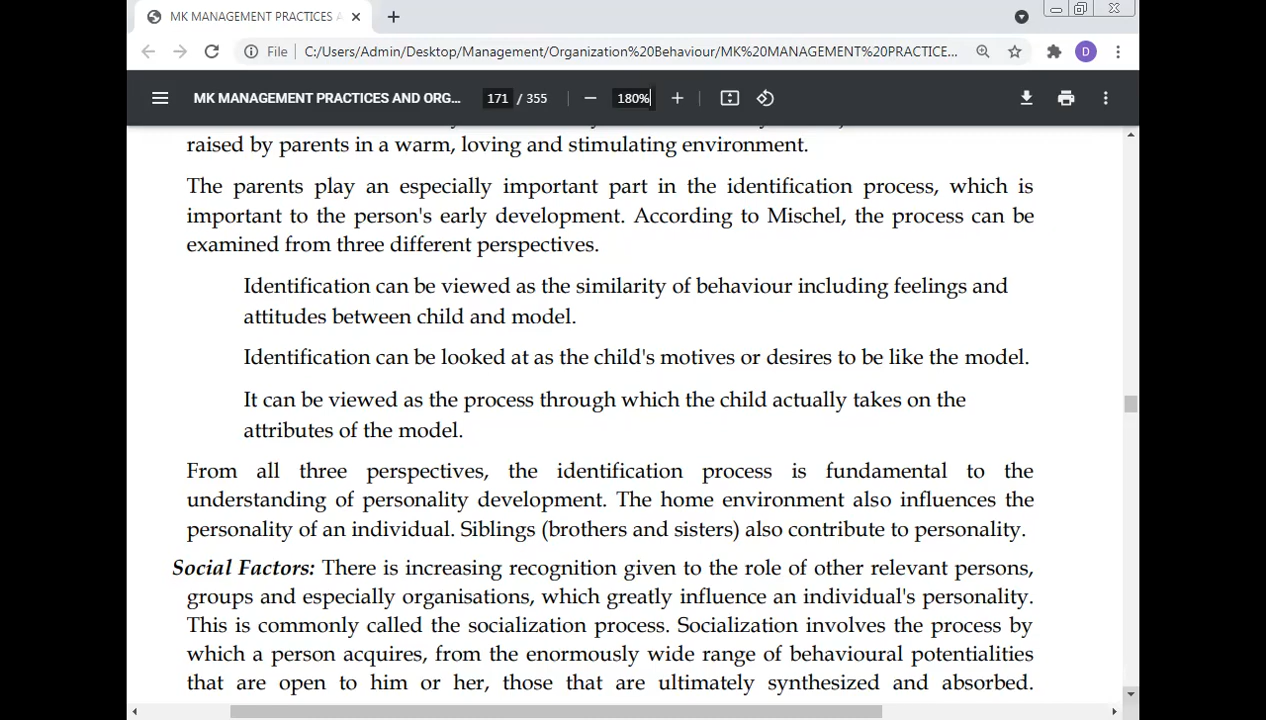 MK MANAGEMENT PRACTICES A
File C:/Users/Admin/Desktop/Management/Organization%20Behaviour/MK%20MANAGEMENT%20PRACTICE... D
MK MANAGEMENT PRACTICES AND ORG... 171 / 355 180%
raised by parents in a warm, loving and stimulating environment.
The parents play an especially important part in the identification process, which is
important to the person's early development. According to Mischel, the process can be
examined from three different perspectives.
Identification can be viewed as the similarity of behaviour including feelings and
attitudes between child and model.
Identification can be looked at as the child's motives or desires to be like the model.
It can be viewed as the process through which the child actually takes on the
attributes of the model.
From all three perspectives, the identification process is fundamental to the
understanding of personality development. The home environment also influences the
personality of an individual. Siblings (brothers and sisters) also contribute to personality.
Social Factors: There is increasing recognition given to the role of other relevant persons,
groups and especially organisations, which greatly influence an individual's personality.
This is commonly called the socialization process. Socialization involves the process by
which a person acquires, from the enormously wide range of behavioural potentialities
that are open to him or her, those that are ultimately synthesized and absorbed.